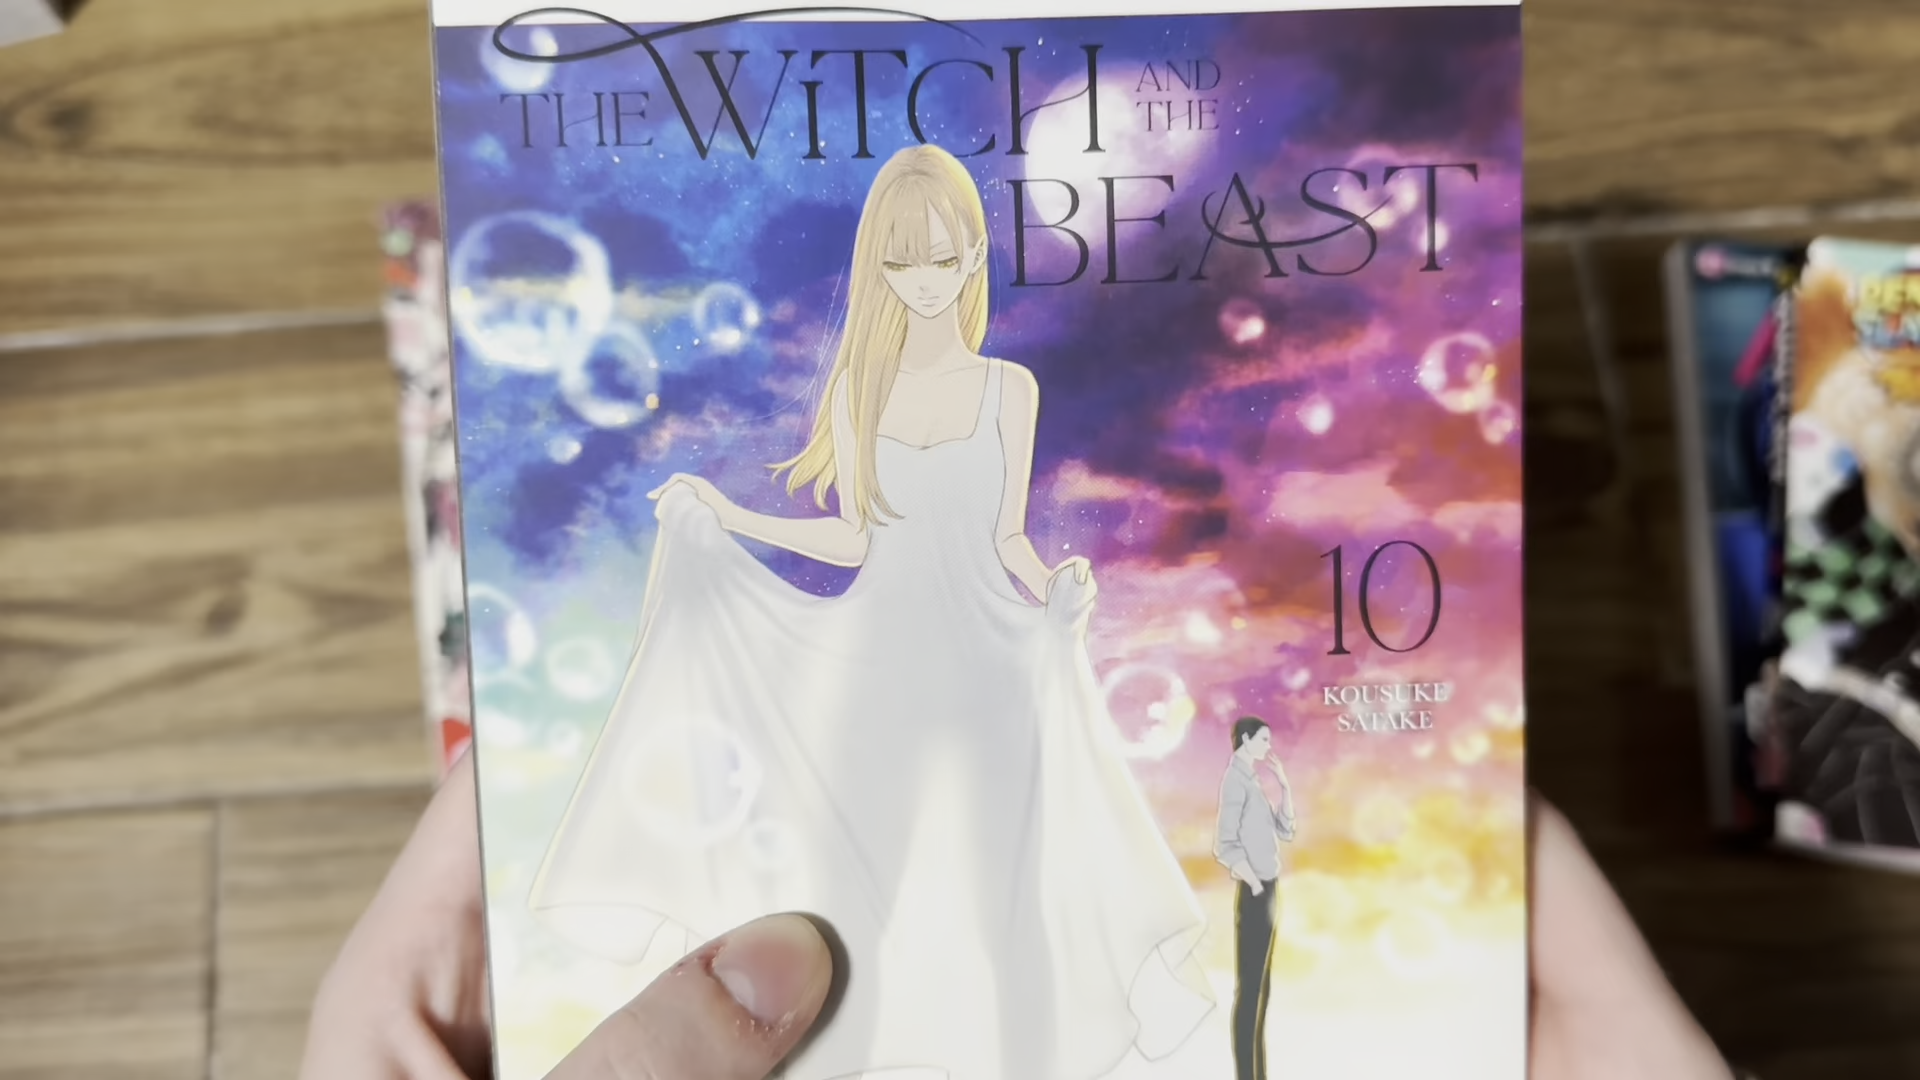 THE WiTCH AND THE
BEAST
10
KOUSUKE
SATAKE